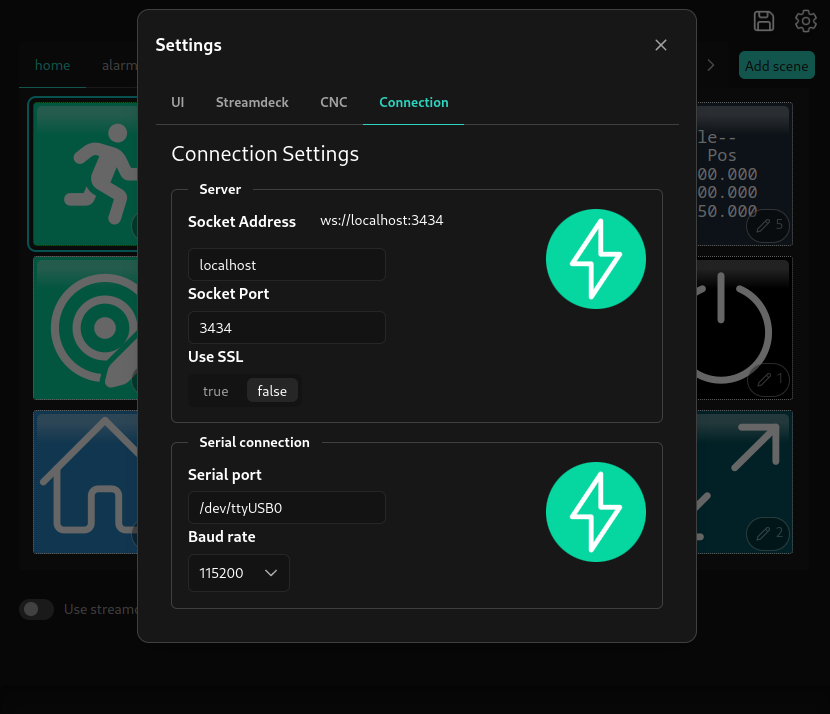 Settings
home
alarm
Add scene
UI
Streamdeck
CNC
Connection
Connection Settings
Server
Socket Address
ws://localhost:3434
localhost
Socket Port
3434
Use SSL
true
false
Serial connection
Serial port
/dev/ttyUSB0
Baud rate
115200
le--
Pos
00.000
00.000
50.000
5
1
2
Use streamd